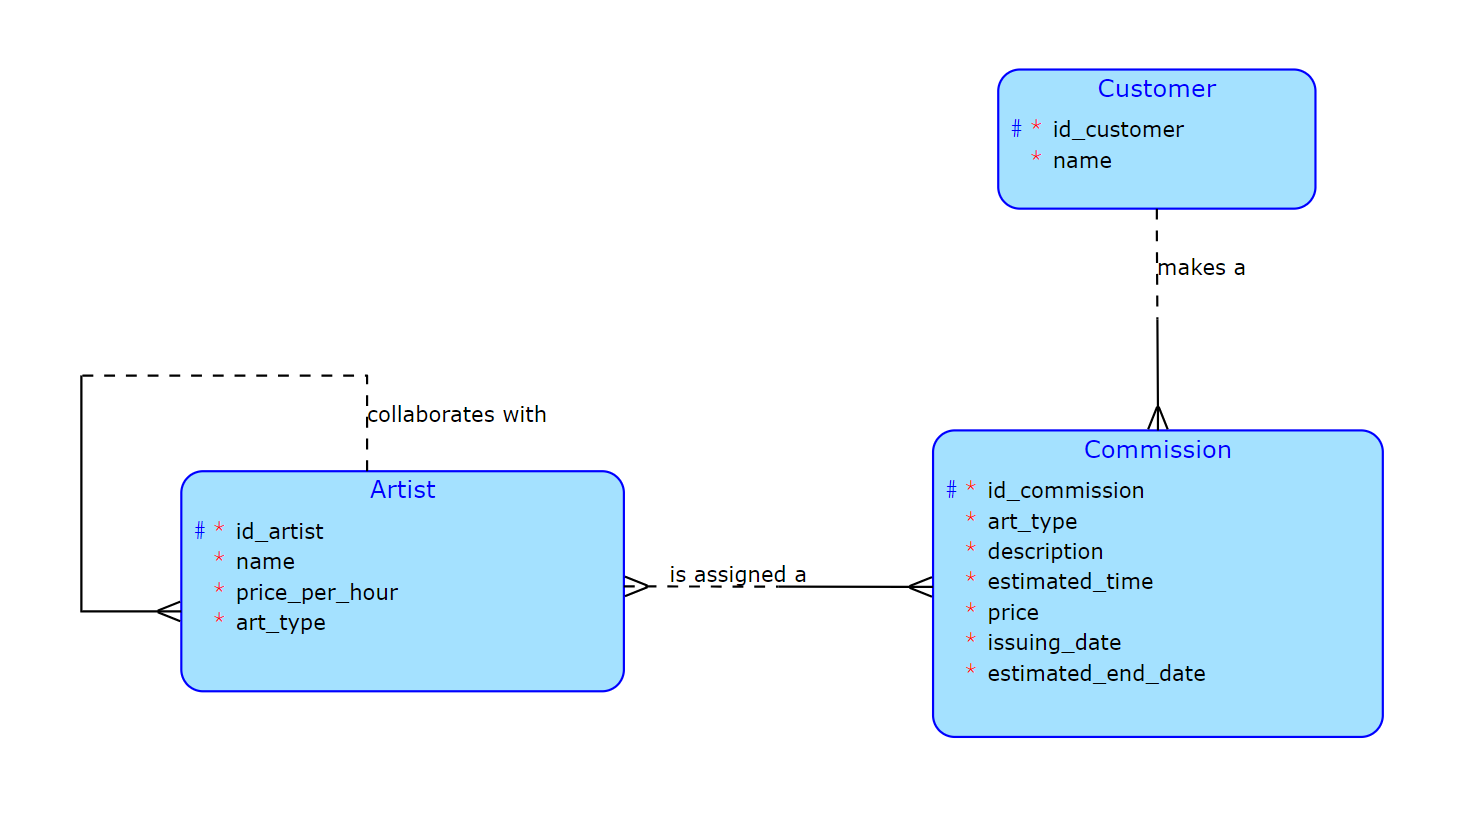 Customer
# * id_customer
* name
makes a
collaborates with
Artist
# * id_artist
* name
* price_per_hour
* art_type
is assigned a
Commission
# * id_commission
* art_type
* description
* estimated_time
* price
* issuing_date
* estimated_end_date